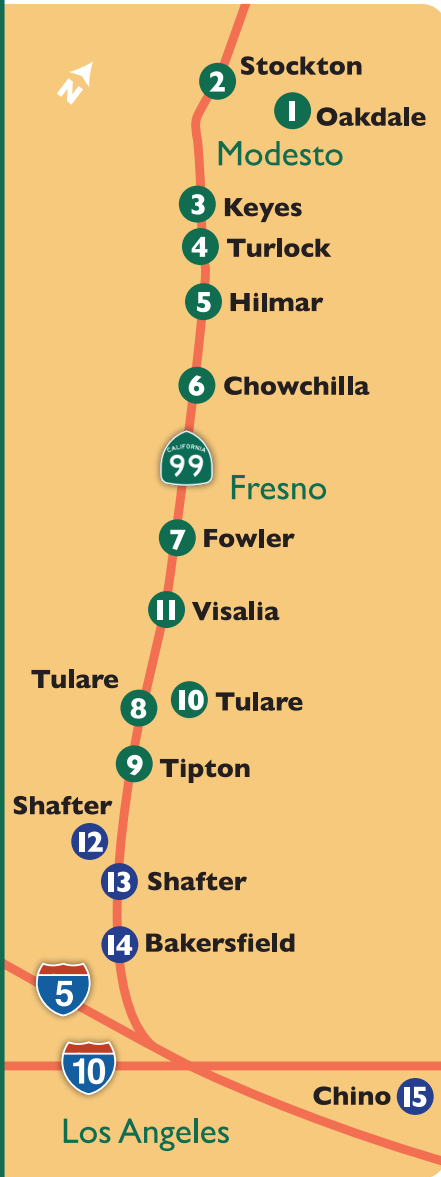 N
2 Stockton
1 Oakdale
Modesto
3 Keyes
4 Turlock
5 Hilmar
6 Chowchilla
CALIFORNIA
99
Fresno
7 Fowler
11 Visalia
Tulare
8
10 Tulare
9 Tipton
Shafter
12
13 Shafter
14 Bakersfield
5
10
Chino 15
Los Angeles